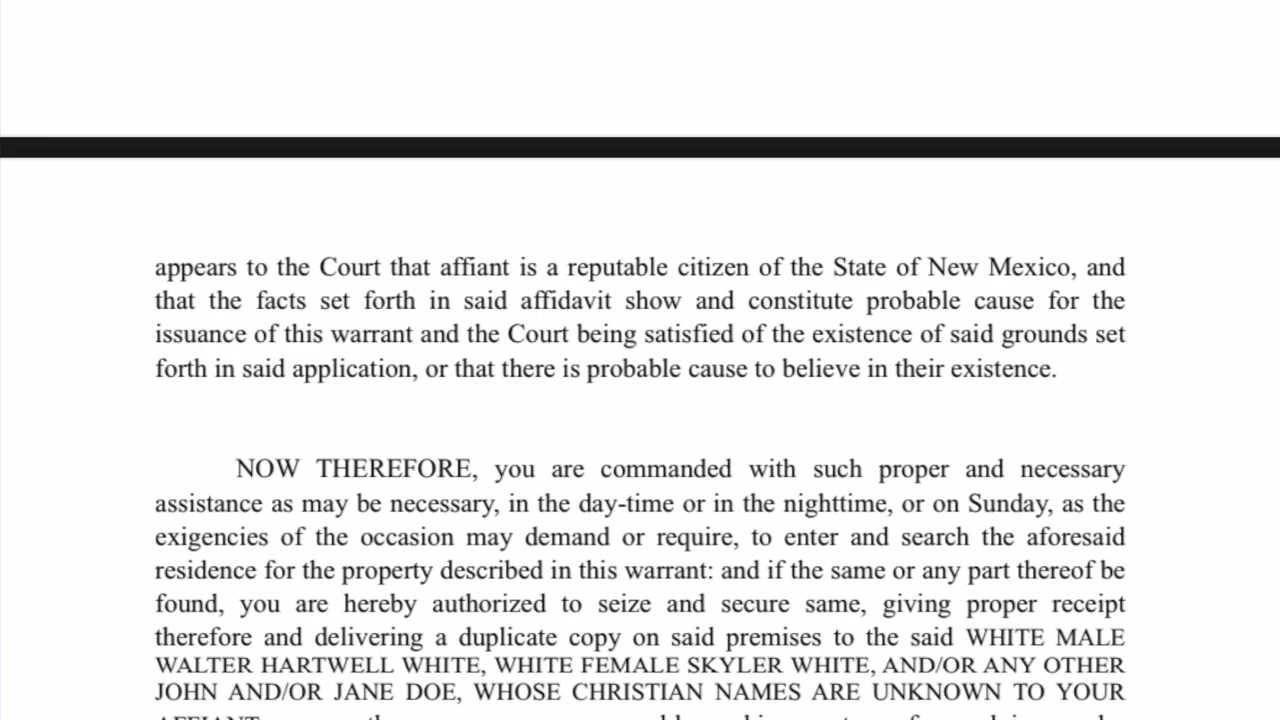 appears to the Court that affiant is a reputable citizen of the State of New Mexico, and
that the facts set forth in said affidavit show and constitute probable cause for the
issuance of this warrant and the Court being satisfied of the existence of said grounds set
forth in said application, or that there is probable cause to believe in their existence.
NOW THEREFORE, you are commanded with such proper and necessary
assistance as may be necessary, in the day-time or in the nighttime, or on Sunday, as the
exigencies of the occasion may demand or require, to enter and search the aforesaid
residence for the property described in this warrant: and if the same or any part thereof be
found, you are hereby authorized to seize and secure same, giving proper receipt
therefore and delivering a duplicate copy on said premises to the said WHITE MALE
WALTER HARTWELL WHITE, WHITE FEMALE SKYLER WHITE, AND/OR ANY OTHER
JOHN AND/OR JANE DOE, WHOSE CHRISTIAN NAMES ARE UNKNOWN TO YOUR
AFFIANT